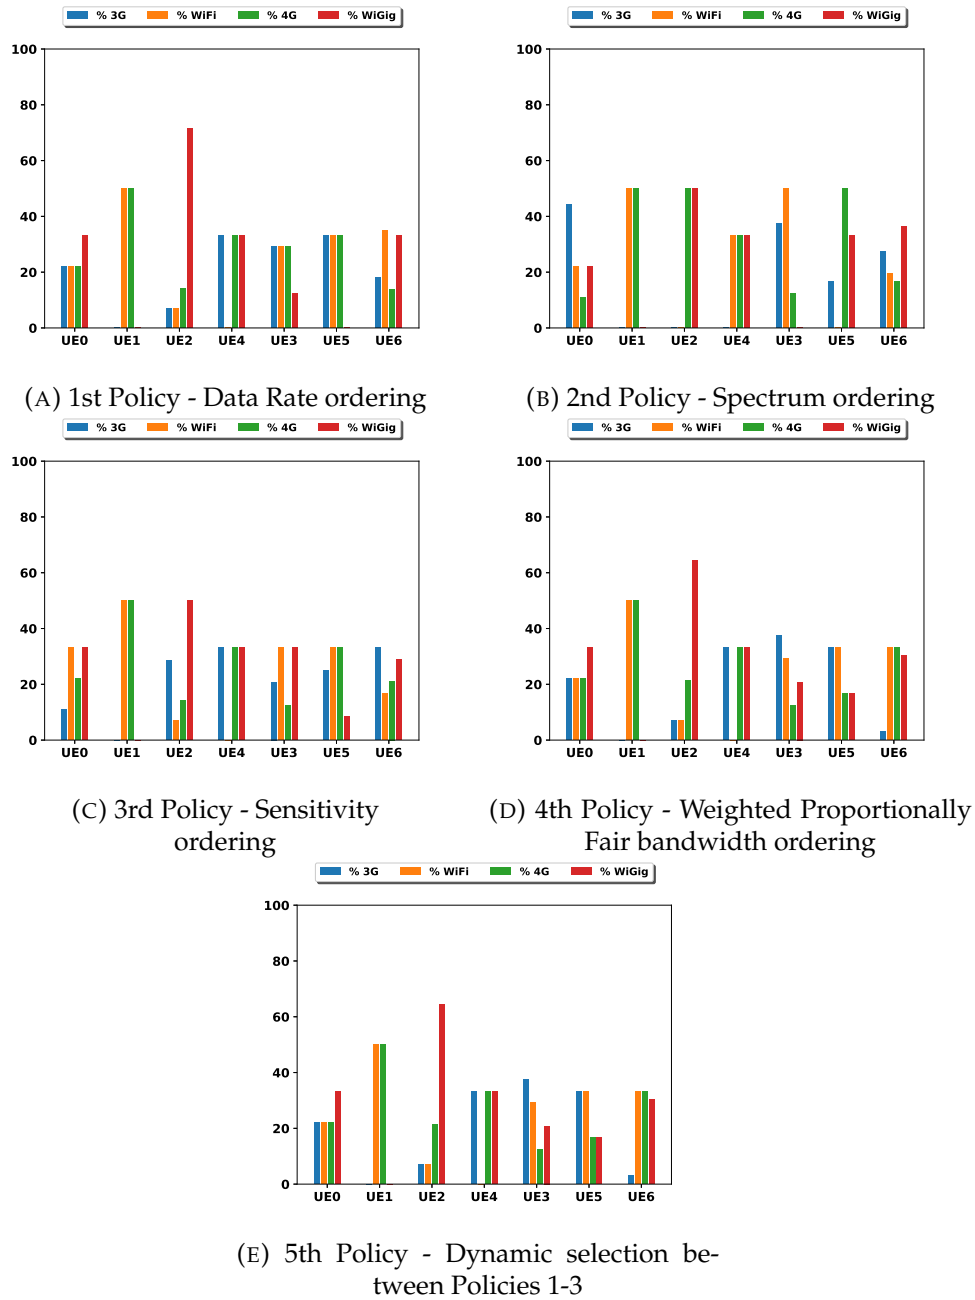 % 3G % WiFi % 4G % WiGig
100
80
60
40
20
0
UE0 UE1 UE2 UE4 UE3 UE5 UE6
(A) 1st Policy - Data Rate ordering
% 3G % WiFi % 4G % WiGig
100
80
60
40
20
0
UE0 UE1 UE2 UE4 UE3 UE5 UE6
(B) 2nd Policy - Spectrum ordering
% 3G % WiFi % 4G % WiGig
100
80
60
40
20
0
UE0 UE1 UE2 UE4 UE3 UE5 UE6
(C) 3rd Policy - Sensitivity
ordering
% 3G % WiFi % 4G % WiGig
100
80
60
40
20
0
UE0 UE1 UE2 UE4 UE3 UE5 UE6
(D) 4th Policy - Weighted Proportionally
Fair bandwidth ordering
% 3G % WiFi % 4G % WiGig
100
80
60
40
20
0
UE0 UE1 UE2 UE4 UE3 UE5 UE6
(E) 5th Policy - Dynamic selection be-
tween Policies 1-3